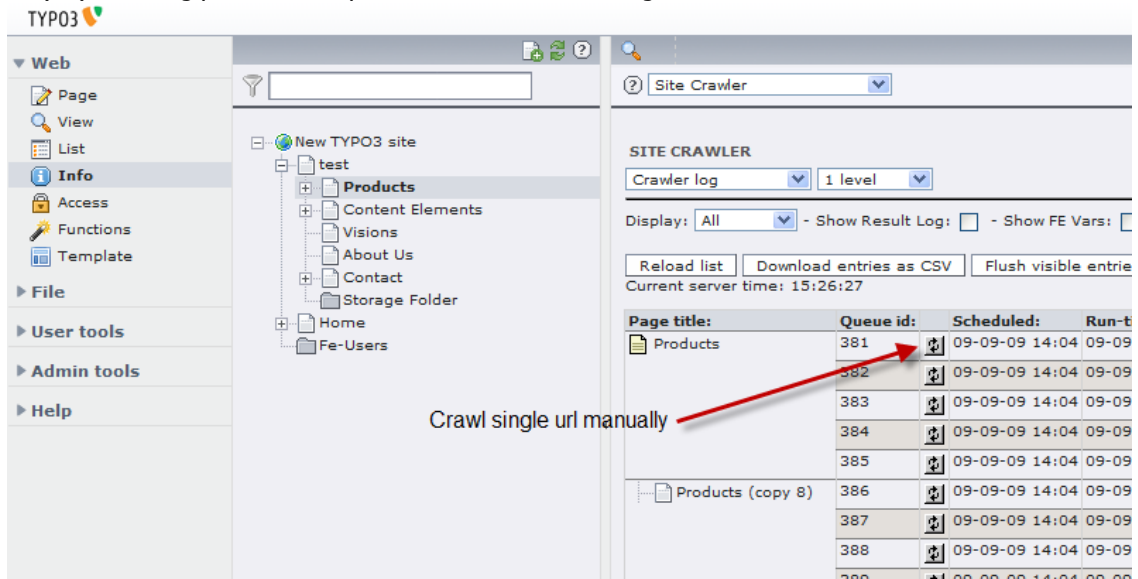 TYPO3
Web
Page
View
List
Info
Access
Functions
Template
File
User tools
Admin tools
Help
New TYPO3 site
test
Products
Content Elements
Visions
About Us
Contact
Storage Folder
Home
Fe-Users
Site Crawler
SITE CRAWLER
Crawler log 1 level
Display: All - Show Result Log: - Show FE Vars:
Reload list Download entries as CSV Flush visible entrie
Current server time: 15:26:27
Page title: Queue id: Scheduled: Run-t
Products 381 09-09-09 14:04 09-09
382 09-09-09 14:04 09-09
383 09-09-09 14:04 09-09
384 09-09-09 14:04 09-09
385 09-09-09 14:04 09-09
Products (copy 8) 386 09-09-09 14:04 09-09
387 09-09-09 14:04 09-09
388 09-09-09 14:04 09-09
Crawl single url manually